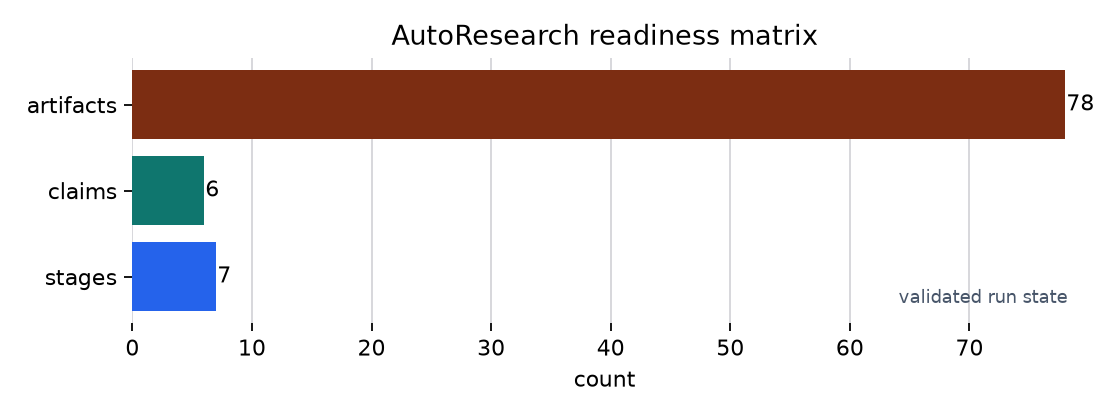 AutoResearch readiness matrix
artifacts
78
claims
6
stages
7
validated run state
0 10 20 30 40 50 60 70
count